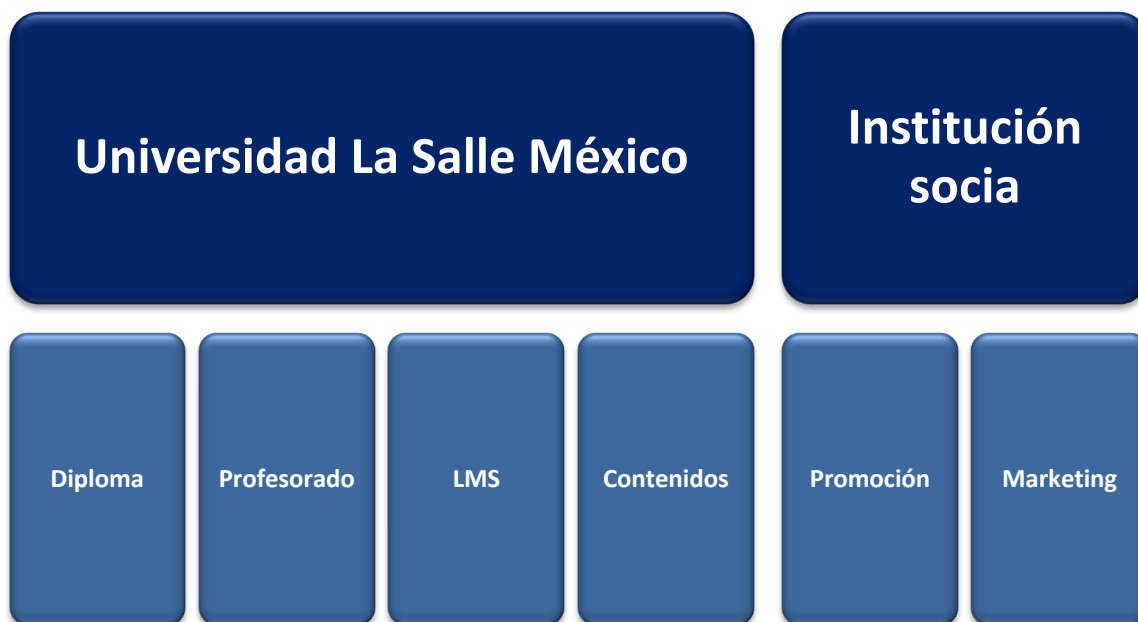 Universidad La Salle México
Institución
socia
Diploma
Profesorado
LMS
Contenidos
Promoción
Marketing